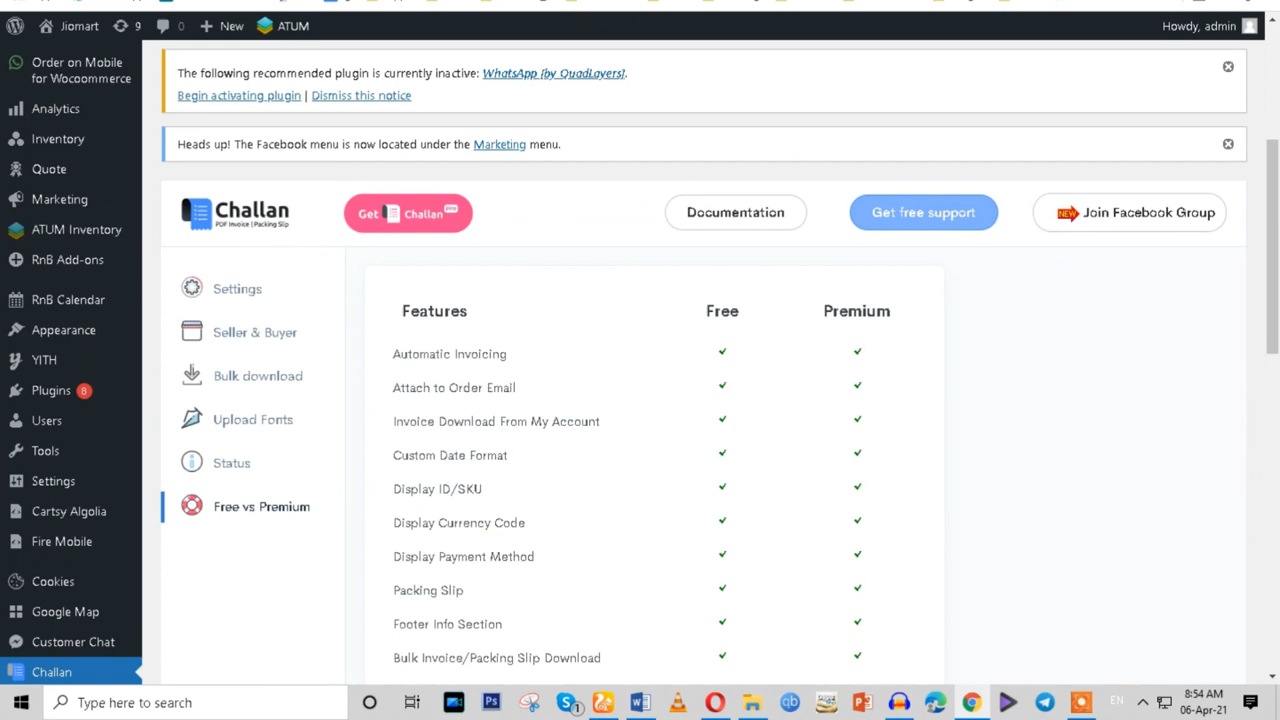 Jiomart
9
0
New
ATUM
Howdy, admin
Order on Mobile
for Wocoommerce
Analytics
Inventory
Quote
Marketing
ATUM Inventory
RnB Add-ons
RnB Calendar
Appearance
YITH
Plugins 8
Users
Tools
Settings
Cartsy Algolia
Fire Mobile
Cookies
Google Map
Customer Chat
Challan
The following recommended plugin is currently inactive: WhatsApp [by QuadLayers].
Begin activating plugin | Dismiss this notice
Heads up! The Facebook menu is now located under the Marketing menu.
Challan
PDF Invoice | Packing Slip
Get Challan
Documentation
Get free support
NEW Join Facebook Group
Settings
Seller & Buyer
Bulk download
Upload Fonts
Status
Free vs Premium
Features Free Premium
Automatic Invoicing
Attach to Order Email
Invoice Download From My Account
Custom Date Format
Display ID/SKU
Display Currency Code
Display Payment Method
Packing Slip
Footer Info Section
Bulk Invoice/Packing Slip Download
Type here to search
EN
8:54 AM
06-Apr-21